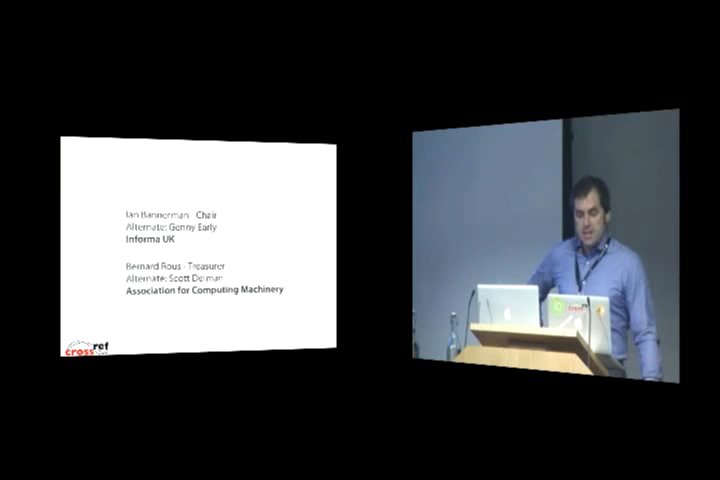 Ian Bannerman - Chair
Alternate: Genny Early
Informa UK
Bernard Rous - Treasurer
Alternate: Scott Delman
Association for Computing Machinery
crossref